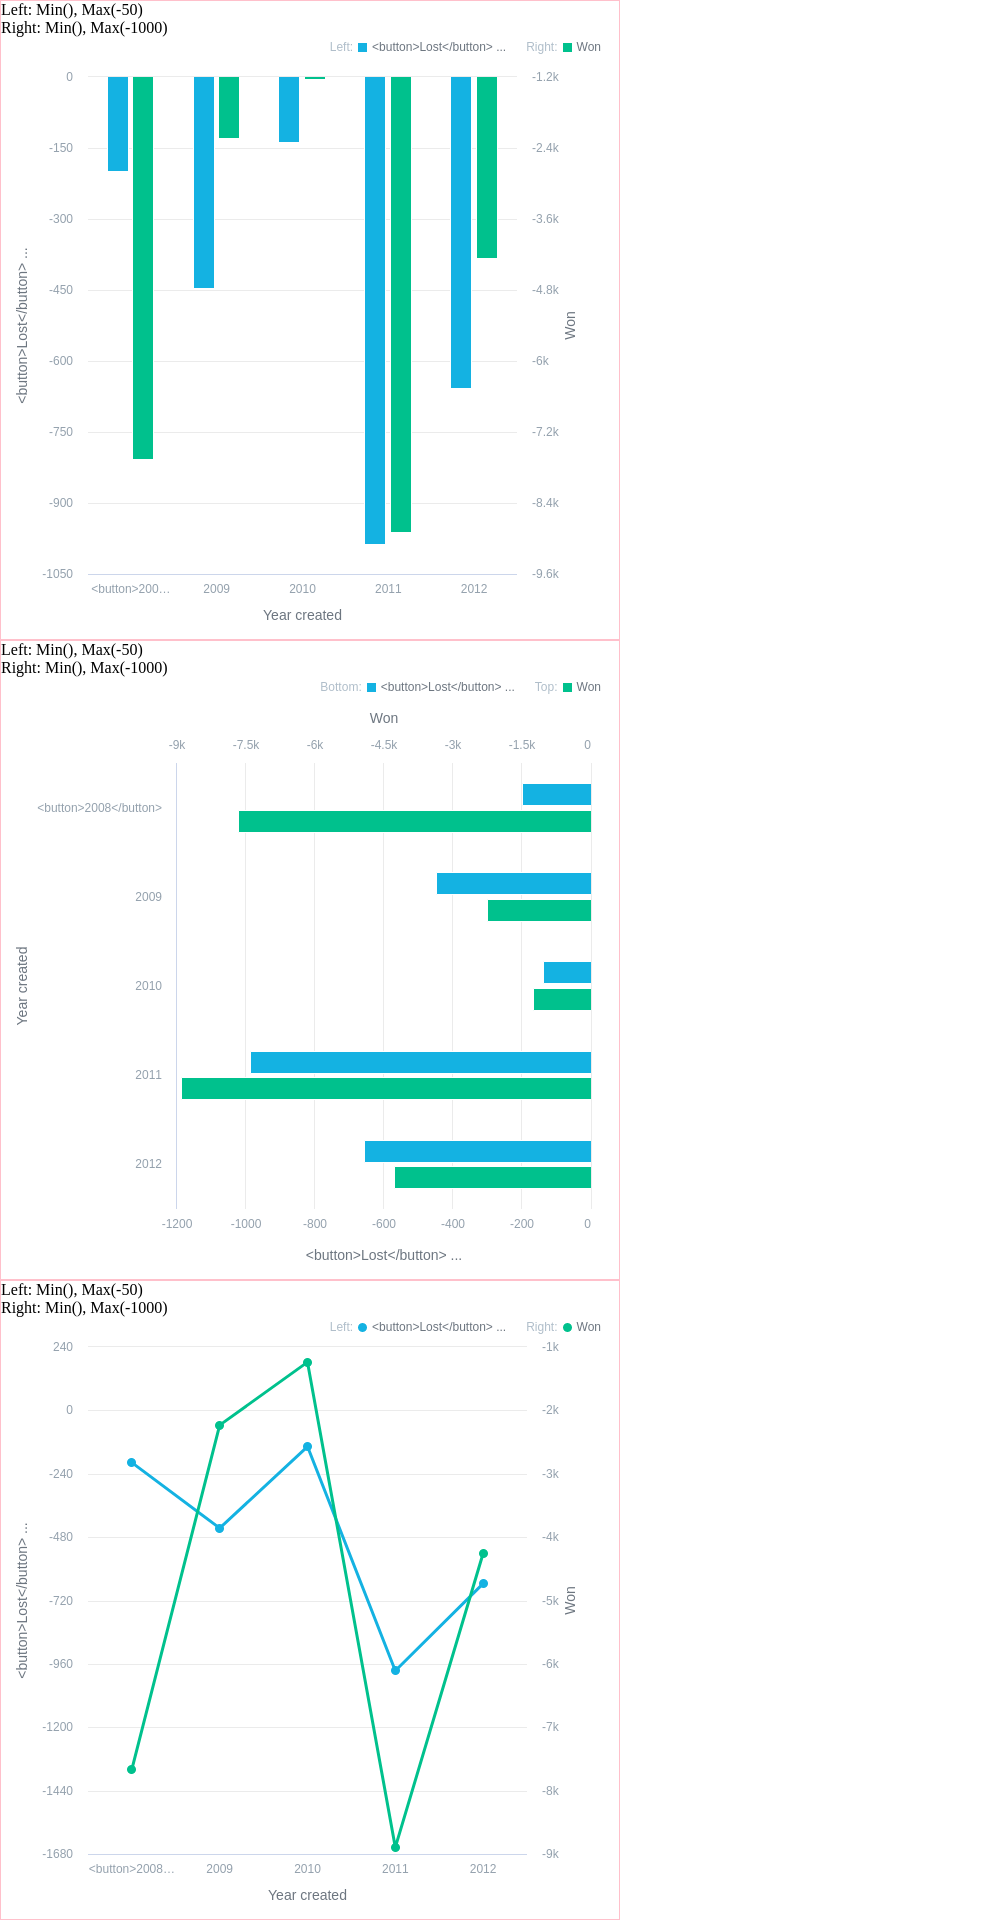 Left: Min(), Max(-50)
Right: Min(), Max(-1000)
Left: <button>Lost</button> ... Right: Won
0 -1.2k
-150 -2.4k
-300 -3.6k
-450 -4.8k
-600 -6k
-750 -7.2k
-900 -8.4k
-1050 -9.6k
<button>Lost</button> ...
Won
<button>200… 2009 2010 2011 2012
Year created
Left: Min(), Max(-50)
Right: Min(), Max(-1000)
Bottom: <button>Lost</button> ... Top: Won
Won
-9k -7.5k -6k -4.5k -3k -1.5k 0
<button>2008</button>
2009
2010
2011
2012
Year created
-1200 -1000 -800 -600 -400 -200 0
<button>Lost</button> ...
Left: Min(), Max(-50)
Right: Min(), Max(-1000)
Left: <button>Lost</button> ... Right: Won
240 -1k
0 -2k
-240 -3k
-480 -4k
-720 -5k
-960 -6k
-1200 -7k
-1440 -8k
-1680 -9k
<button>Lost</button> ...
Won
<button>2008… 2009 2010 2011 2012
Year created